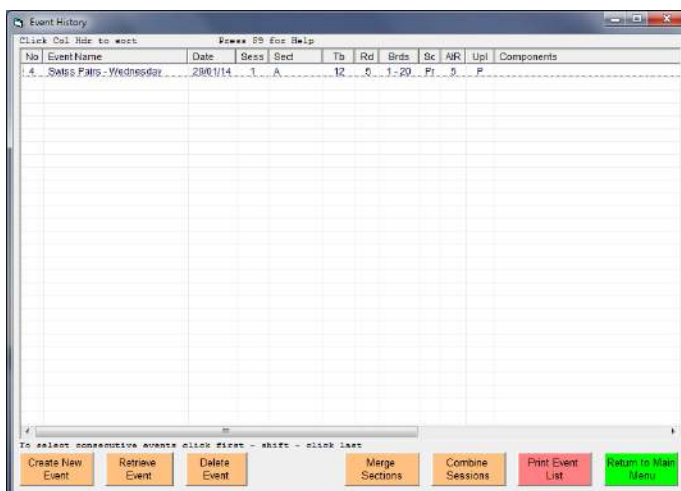 Event History
Click Col Hdr to sort Press F9 for Help
No Event Name Date Sess Sect Tb Rd Brds Sc A/R Upl Components
4 Swiss Pairs - Wednesday 29/01/14 1 A 12 5 1 - 20 Pr 5 P
To select consecutive events click first - shift - click last
Create New Event
Retrieve Event
Delete Event
Merge Sections
Combine Sessions
Print Event List
Return to Main Menu